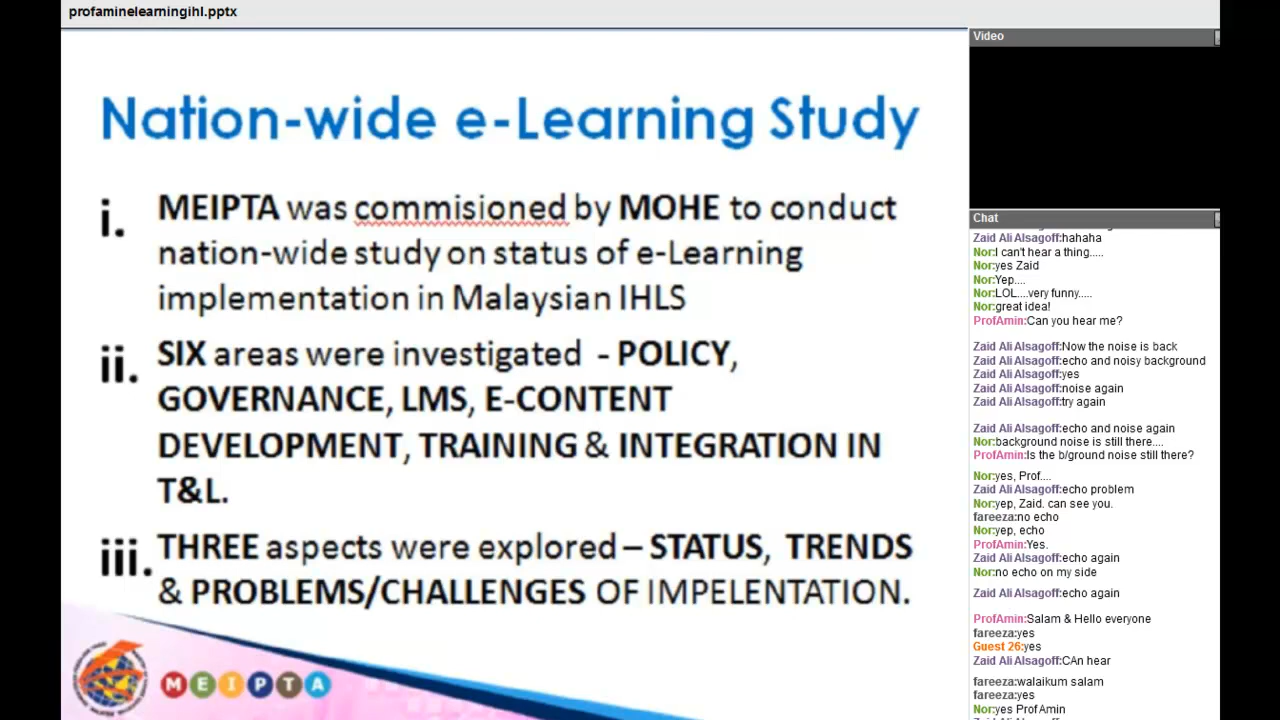 profaminelearningihl.pptx
Nation-wide e-Learning Study
i. MEIPTA was commisioned by MOHE to conduct
nation-wide study on status of e-Learning
implementation in Malaysian IHLS
ii. SIX areas were investigated - POLICY,
GOVERNANCE, LMS, E-CONTENT
DEVELOPMENT, TRAINING & INTEGRATION IN
T&L.
iii. THREE aspects were explored – STATUS, TRENDS
& PROBLEMS/CHALLENGES OF IMPELENTATION.
MEIPTA
Video
Chat
Zaid Ali Alsagoff:hahaha
Nor:I can't hear a thing.....
Nor:yes Zaid
Nor:Yep....
Nor:LOL....very funny.....
Nor:great idea!
ProfAmin:Can you hear me?
Zaid Ali Alsagoff:Now the noise is back
Zaid Ali Alsagoff:echo and noisy background
Zaid Ali Alsagoff:yes
Zaid Ali Alsagoff:noise again
Zaid Ali Alsagoff:try again
Zaid Ali Alsagoff:echo and noise again
Nor:background noise is still there....
ProfAmin:Is the b/ground noise still there?
Nor:yes, Prof....
Zaid Ali Alsagoff:echo problem
Nor:yep, Zaid. can see you.
fareeza:no echo
Nor:yep, echo
ProfAmin:Yes.
Zaid Ali Alsagoff:echo again
Nor:no echo on my side
Zaid Ali Alsagoff:echo again
ProfAmin:Salam & Hello everyone
fareeza:yes
Guest 26:yes
Zaid Ali Alsagoff:CAn hear
fareeza:walaikum salam
fareeza:yes
Nor:yes ProfAmin